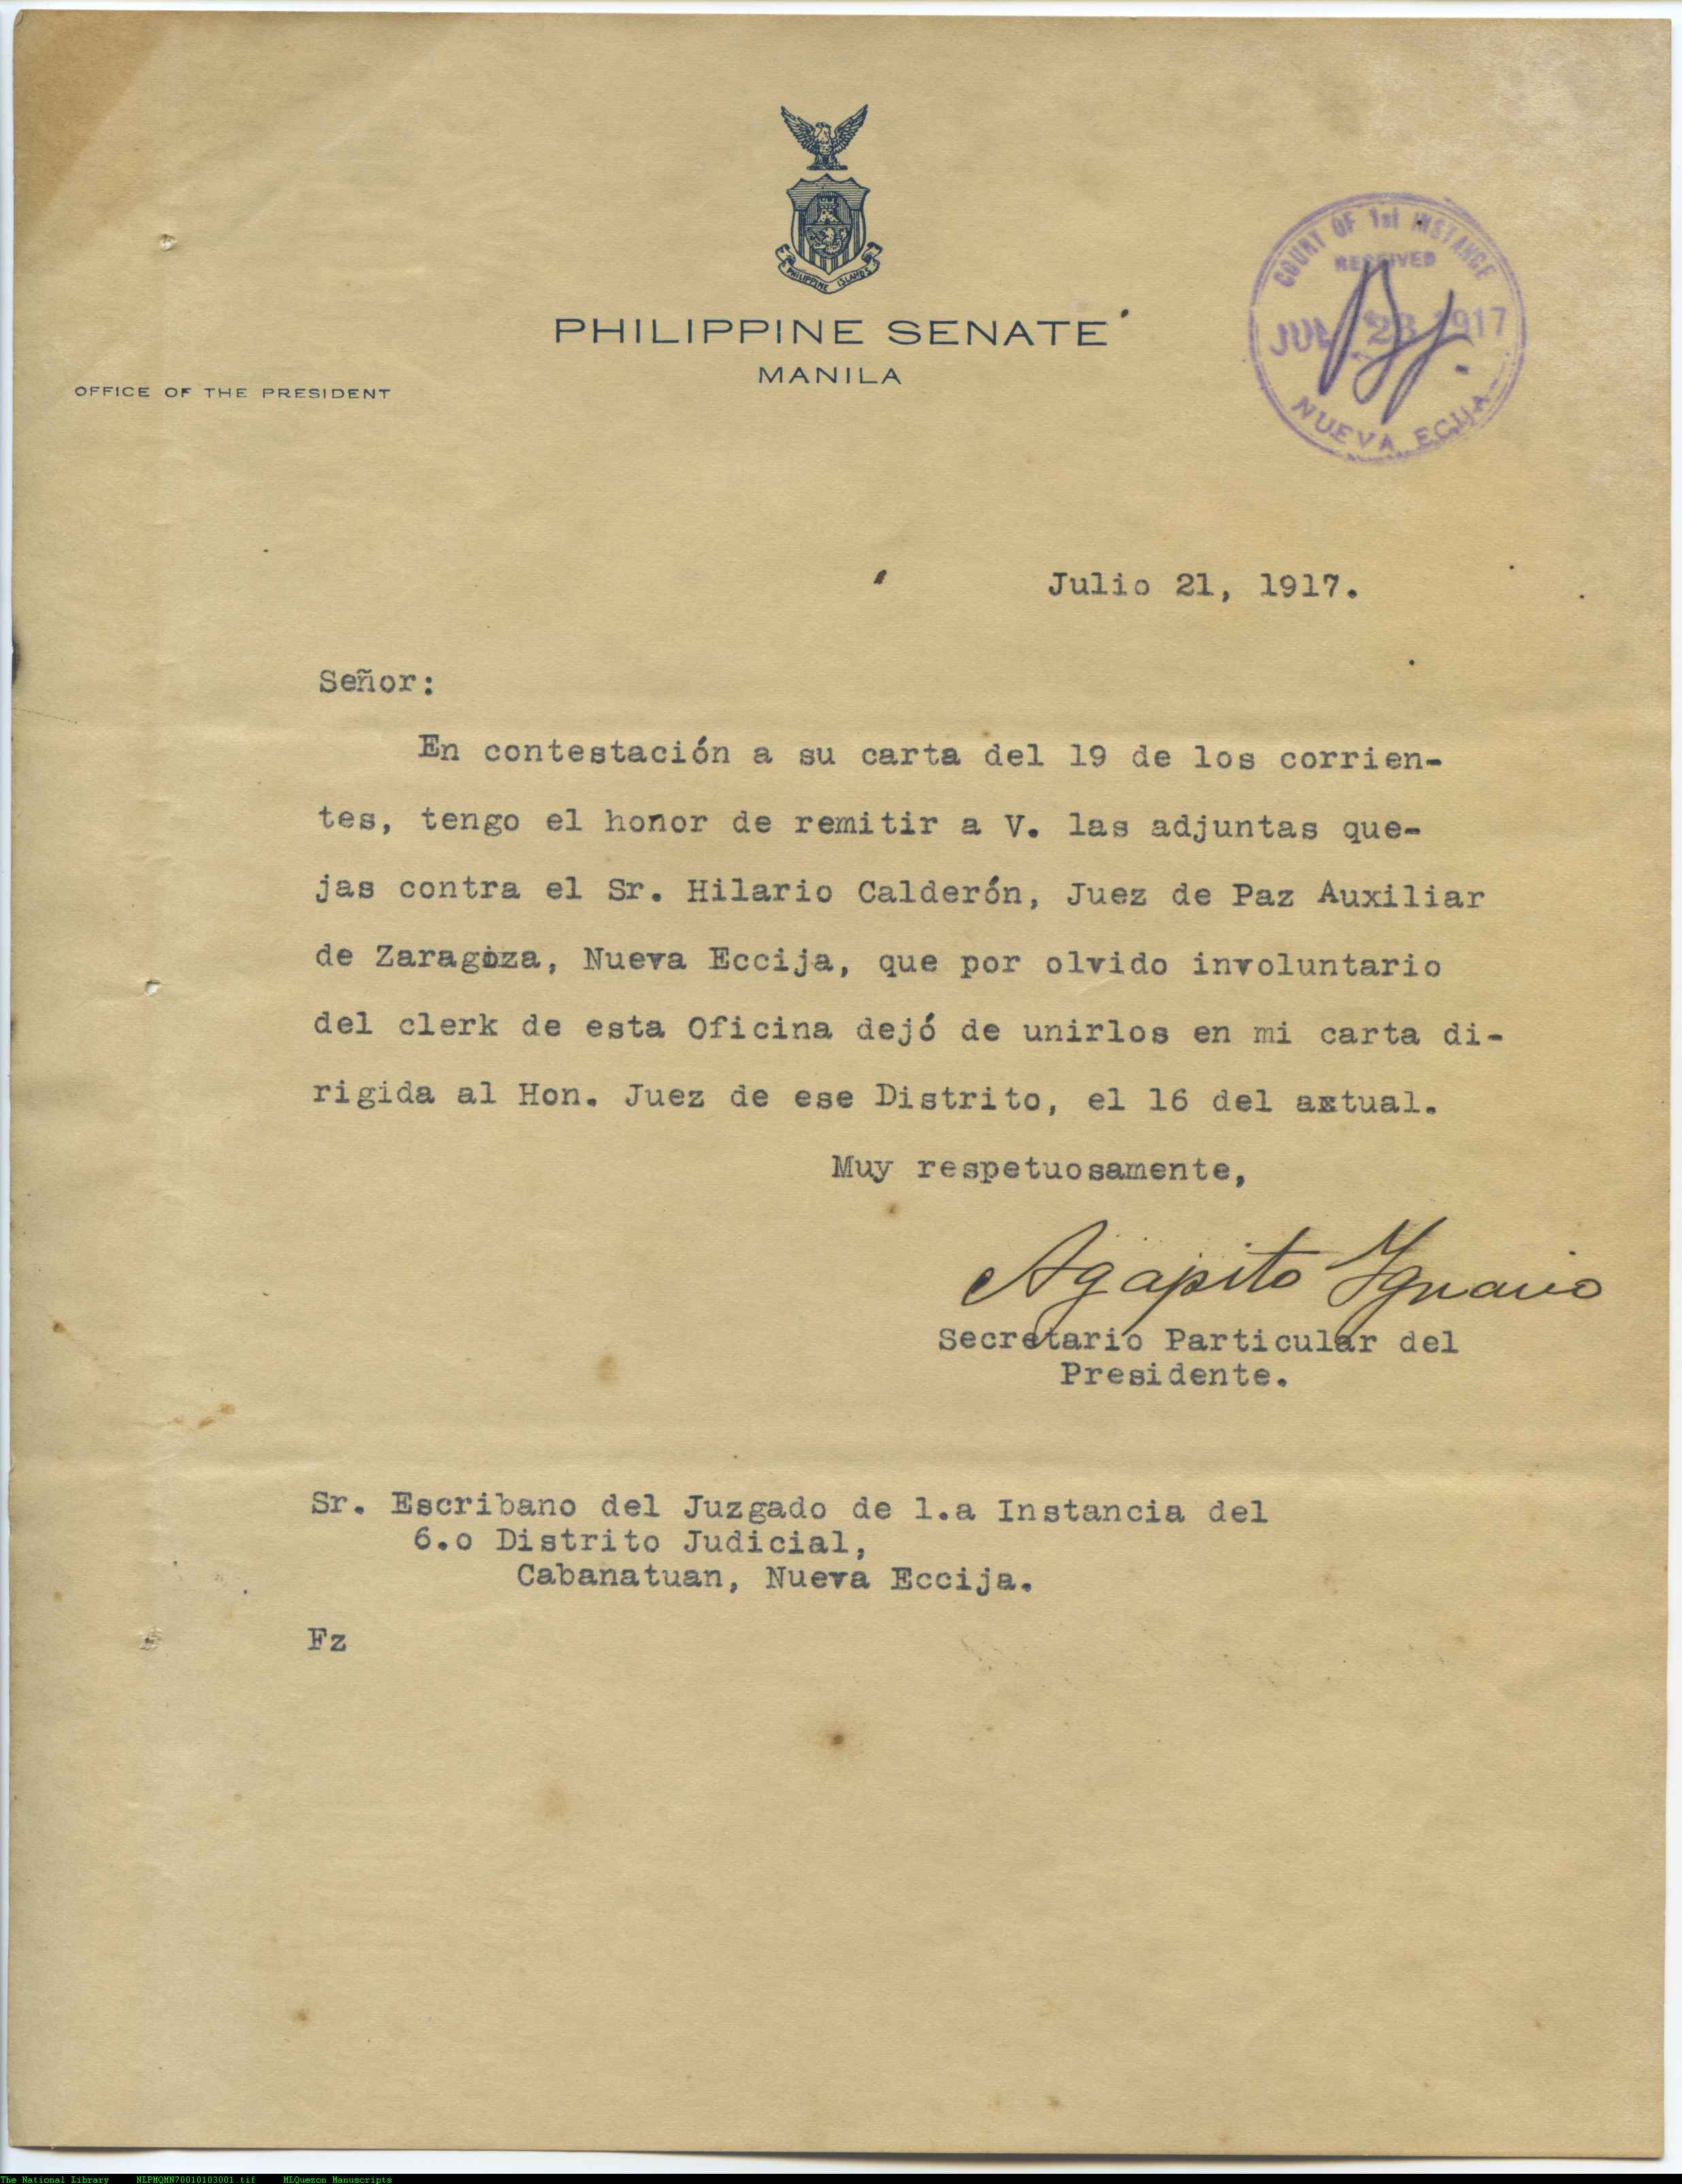 PHILIPPINE ISLANDS
PHILIPPINE SENATE
MANILA
OFFICE OF THE PRESIDENT
COURT OF 1st INSTANCE
RECEIVED
JUL 23 1917
NUEVA ECIJA
Julio 21, 1917.
Señor:
En contestación a su carta del 19 de los corrien-
tes, tengo el honor de remitir a V. las adjuntas que-
jas contra el Sr. Hilario Calderón, Juez de Paz Auxiliar
de Zaragoza, Nueva Eccija, que por olvido involuntario
del clerk de esta Oficina dejó de unirlos en mi carta di-
rigida al Hon. Juez de ese Distrito, el 16 del actual.
Muy respetuosamente,
Agapito Ygnacio
Secretario Particular del
Presidente.
Sr. Escribano del Juzgado de 1.a Instancia del
6.o Distrito Judicial,
Cabanatuan, Nueva Eccija.
Fz
The National Library NLPMQMN70010103001.tif MLQuezon Manuscripts